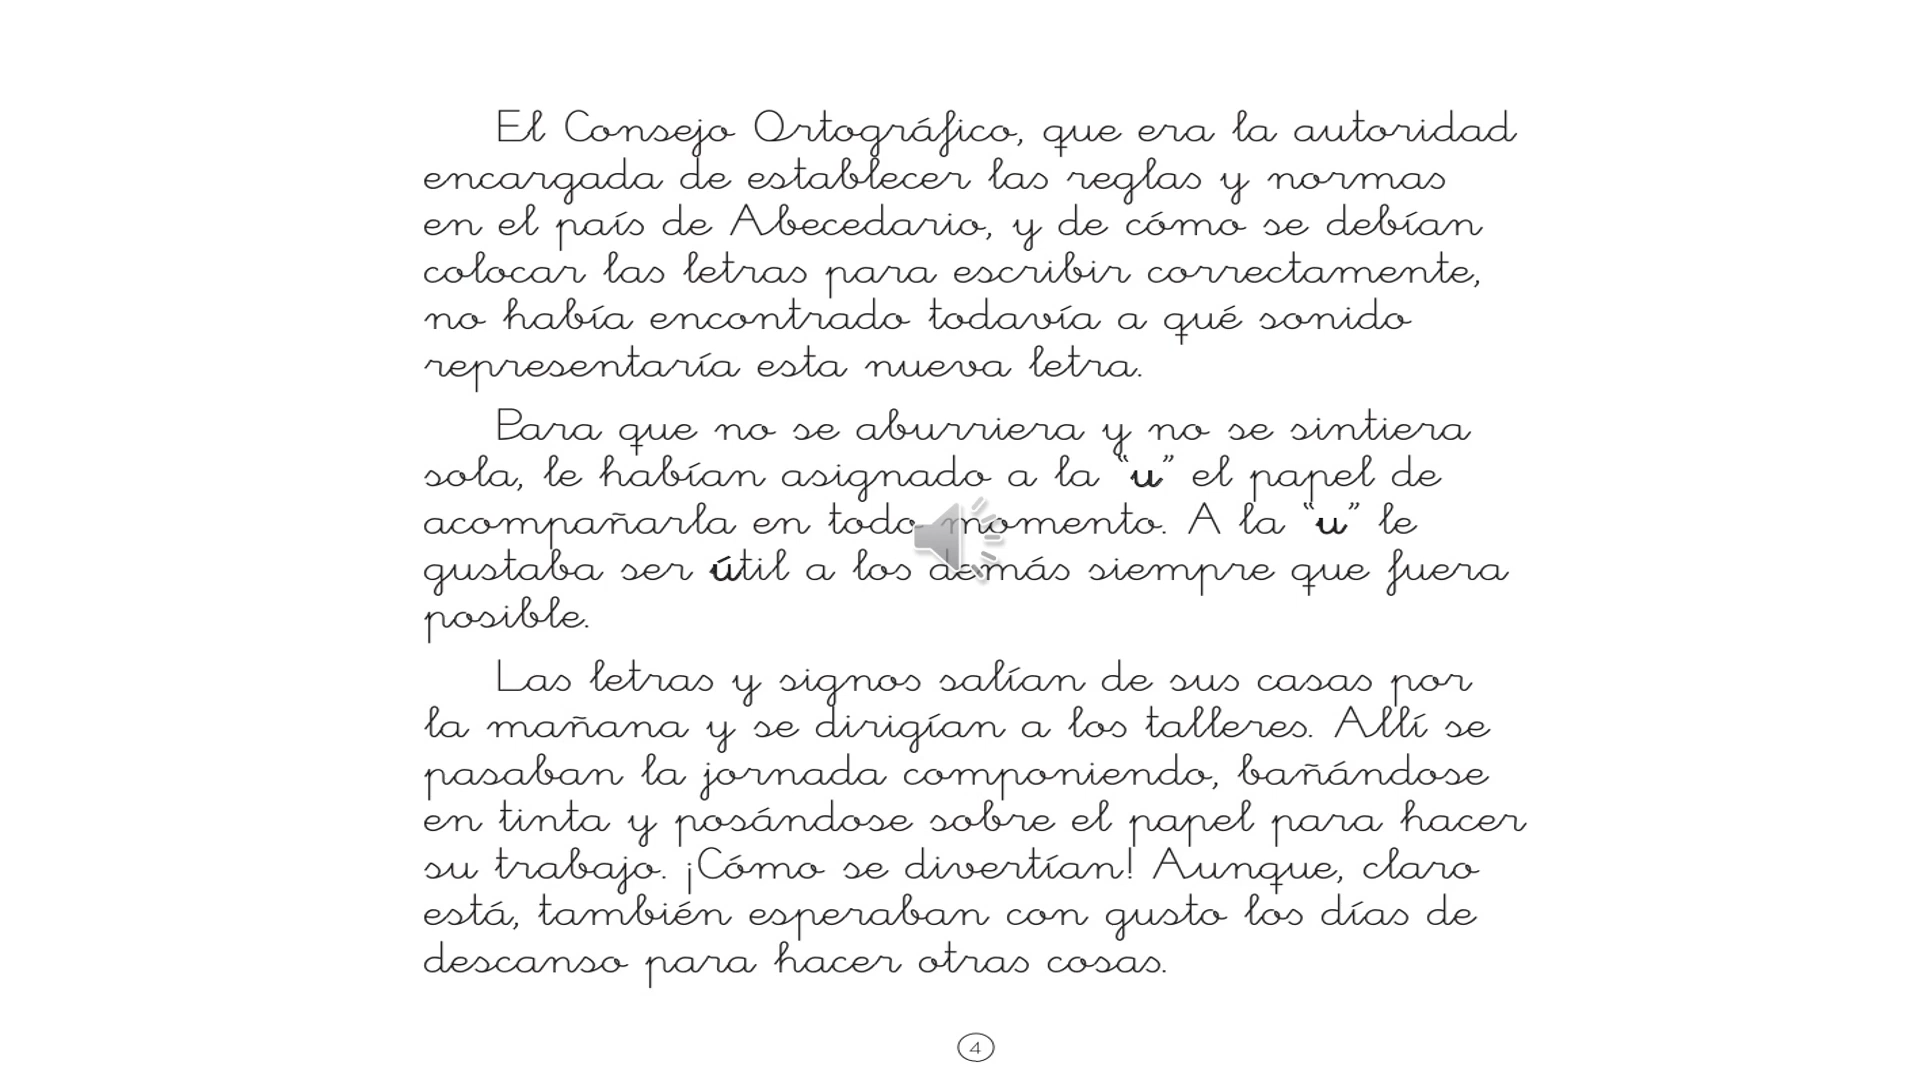 El Consejo Ortográfico, que era la autoridad
encargada de establecer las reglas y normas
en el país de Abecedario, y de cómo se debían
colocar las letras para escribir correctamente,
no había encontrado todavía a qué sonido
representaría esta nueva letra.
Para que no se aburriera y no se sintiera
sola, le habían asignado a la “u” el papel de
acompañarla en todo momento. A la “u” le
gustaba ser útil a los demás siempre que fuera
posible.
Las letras y signos salían de sus casas por
la mañana y se dirigían a los talleres. Allí se
pasaban la jornada componiendo, bañándose
en tinta y posándose sobre el papel para hacer
su trabajo. ¡Cómo se divertían! Aunque, claro
está, también esperaban con gusto los días de
descanso para hacer otras cosas.
4